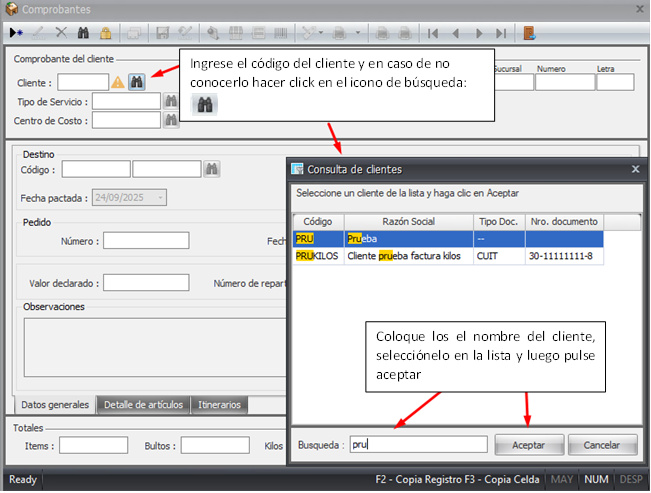 Comprobantes
Comprobante del cliente
Ingrese el código del cliente y en caso de no
conocerlo hacer click en el icono de búsqueda:
Sucursal Numero Letra
Cliente :
Tipo de Servicio :
Centro de Costo :
Destino
Código :
Fecha pactada : 24/09/2025
Pedido
Número : Fech
Valor declarado : Número de repart
Observaciones
Consulta de clientes
Seleccione un cliente de la lista y haga clic en Aceptar
Código Razón Social Tipo Doc. Nro. documento
PRU Prueba --
PRUKILOS Cliente prueba factura kilos CUIT 30-11111111-8
Coloque los el nombre del cliente,
selecciónelo en la lista y luego pulse
aceptar
Busqueda : pru Aceptar Cancelar
Datos generales Detalle de artículos Itinerarios
Totales
Items : Bultos : Kilos
Ready F2 - Copia Registro F3 - Copia Celda MAY NUM DESP